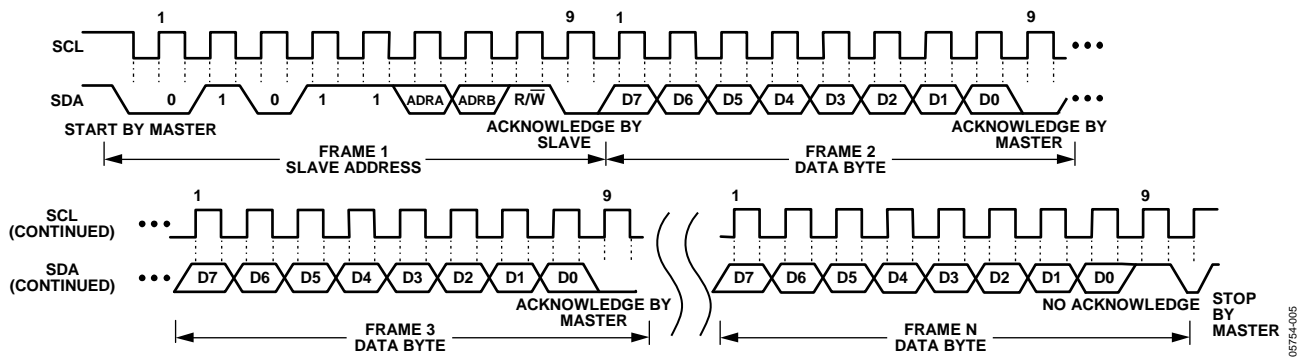 1 9 1 9
SCL
SDA 0 1 0 1 1 ADRA ADRB R/W D7 D6 D5 D4 D3 D2 D1 D0
START BY MASTER ACKNOWLEDGE BY
SLAVE
ACKNOWLEDGE BY
MASTER
FRAME 1
SLAVE ADDRESS
FRAME 2
DATA BYTE
1 9 1 9
SCL
(CONTINUED)
SDA
(CONTINUED)
D7 D6 D5 D4 D3 D2 D1 D0 D7 D6 D5 D4 D3 D2 D1 D0
ACKNOWLEDGE BY
MASTER
NO ACKNOWLEDGE
STOP
BY
MASTER
FRAME 3
DATA BYTE
FRAME N
DATA BYTE
05754-005